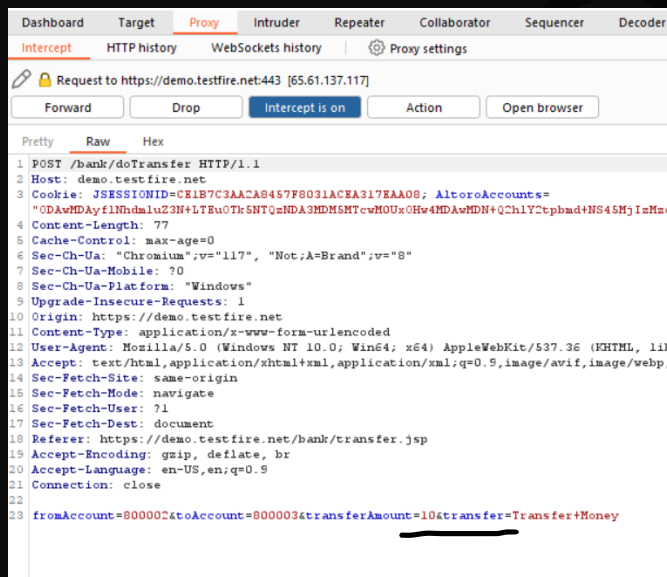 Dashboard Target Proxy Intruder Repeater Collaborator Sequencer Decoder
Intercept HTTP history WebSockets history Proxy settings
Request to https://demo.testfire.net:443 [65.61.137.117]
Forward Drop Intercept is on Action Open browser
Pretty Raw Hex
1 POST /bank/doTransfer HTTP/1.1
2 Host: demo.testfire.net
3 Cookie: JSESSIONID=CE1B7C3AA2A8457F8031ACEA317EAA08; AltoroAccounts=
4 Content-Length: 77
5 Cache-Control: max-age=0
6 Sec-Ch-Ua: "Chromium";v="117", "Not;A=Brand";v="8"
7 Sec-Ch-Ua-Mobile: ?0
8 Sec-Ch-Ua-Platform: "Windows"
9 Upgrade-Insecure-Requests: 1
10 Origin: https://demo.testfire.net
11 Content-Type: application/x-www-form-urlencoded
12 User-Agent: Mozilla/5.0 (Windows NT 10.0; Win64; x64) AppleWebKit/537.36 (KHTML, lik
13 Accept: text/html,application/xhtml+xml,application/xml;q=0.9,image/avif,image/webp,
14 Sec-Fetch-Site: same-origin
15 Sec-Fetch-Mode: navigate
16 Sec-Fetch-User: ?1
17 Sec-Fetch-Dest: document
18 Referer: https://demo.testfire.net/bank/transfer.jsp
19 Accept-Encoding: gzip, deflate, br
20 Accept-Language: en-US,en;q=0.9
21 Connection: close
22
23 fromAccount=800002&toAccount=800003&transferAmount=10&transfer=Transfer+Money